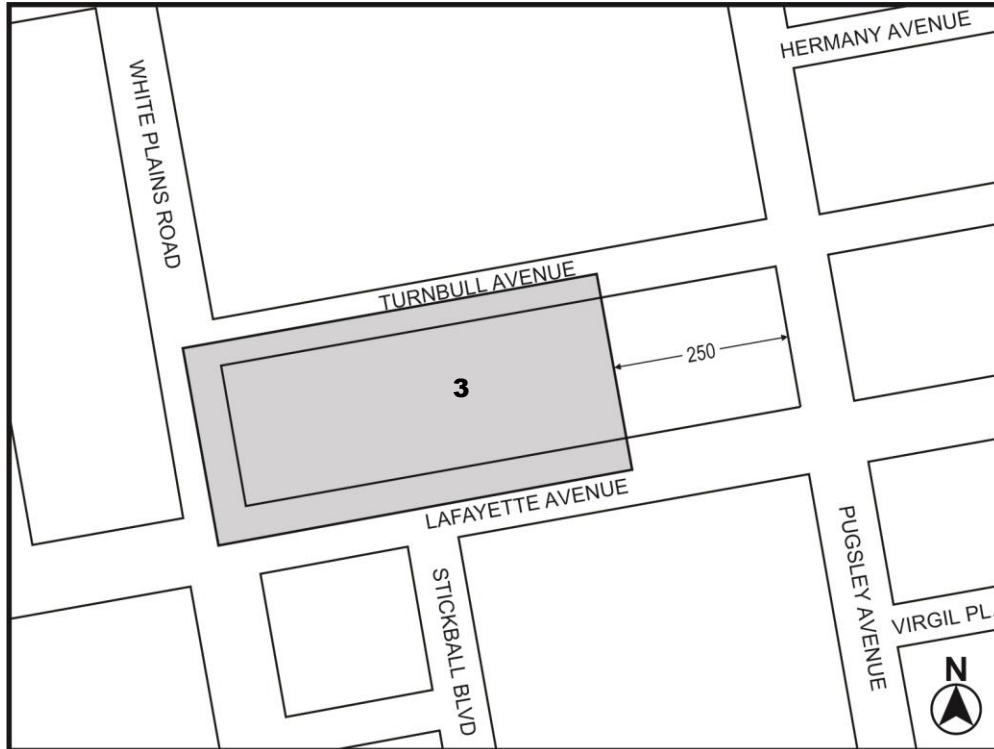 HERMANY AVENUE
WHITE PLAINS ROAD
TURNBULL AVENUE
250
3
LAFAYETTE AVENUE
STICKBALL BLVD
PUGSLEY AVENUE
VIRGIL PL.
N